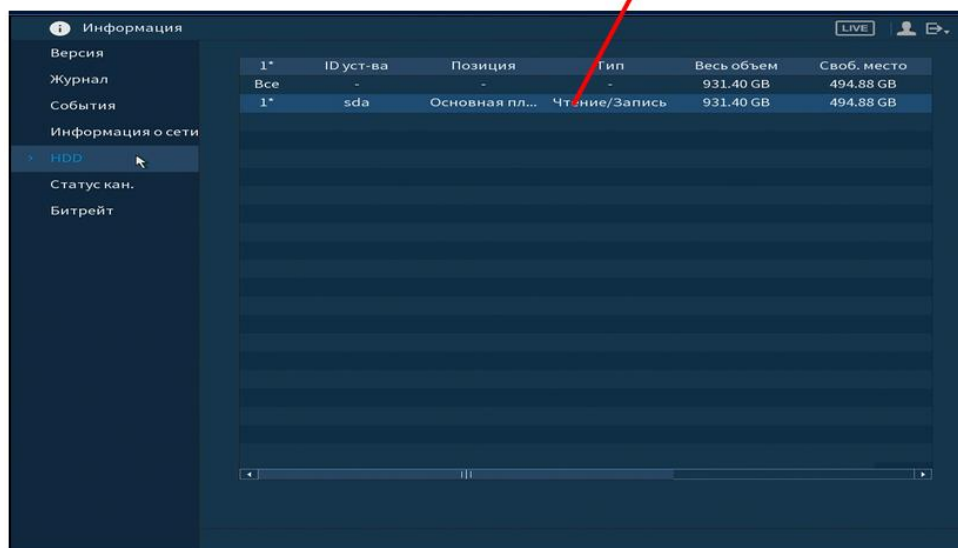 Информация LIVE
Версия
Журнал
События
Информация о сети
HDD
Статус кан.
Битрейт
1* ID уст-ва Позиция Тип Весь объем Своб. место
Все - - - 931.40 GB 494.88 GB
1* sda Основная пл... Чтение/Запись 931.40 GB 494.88 GB